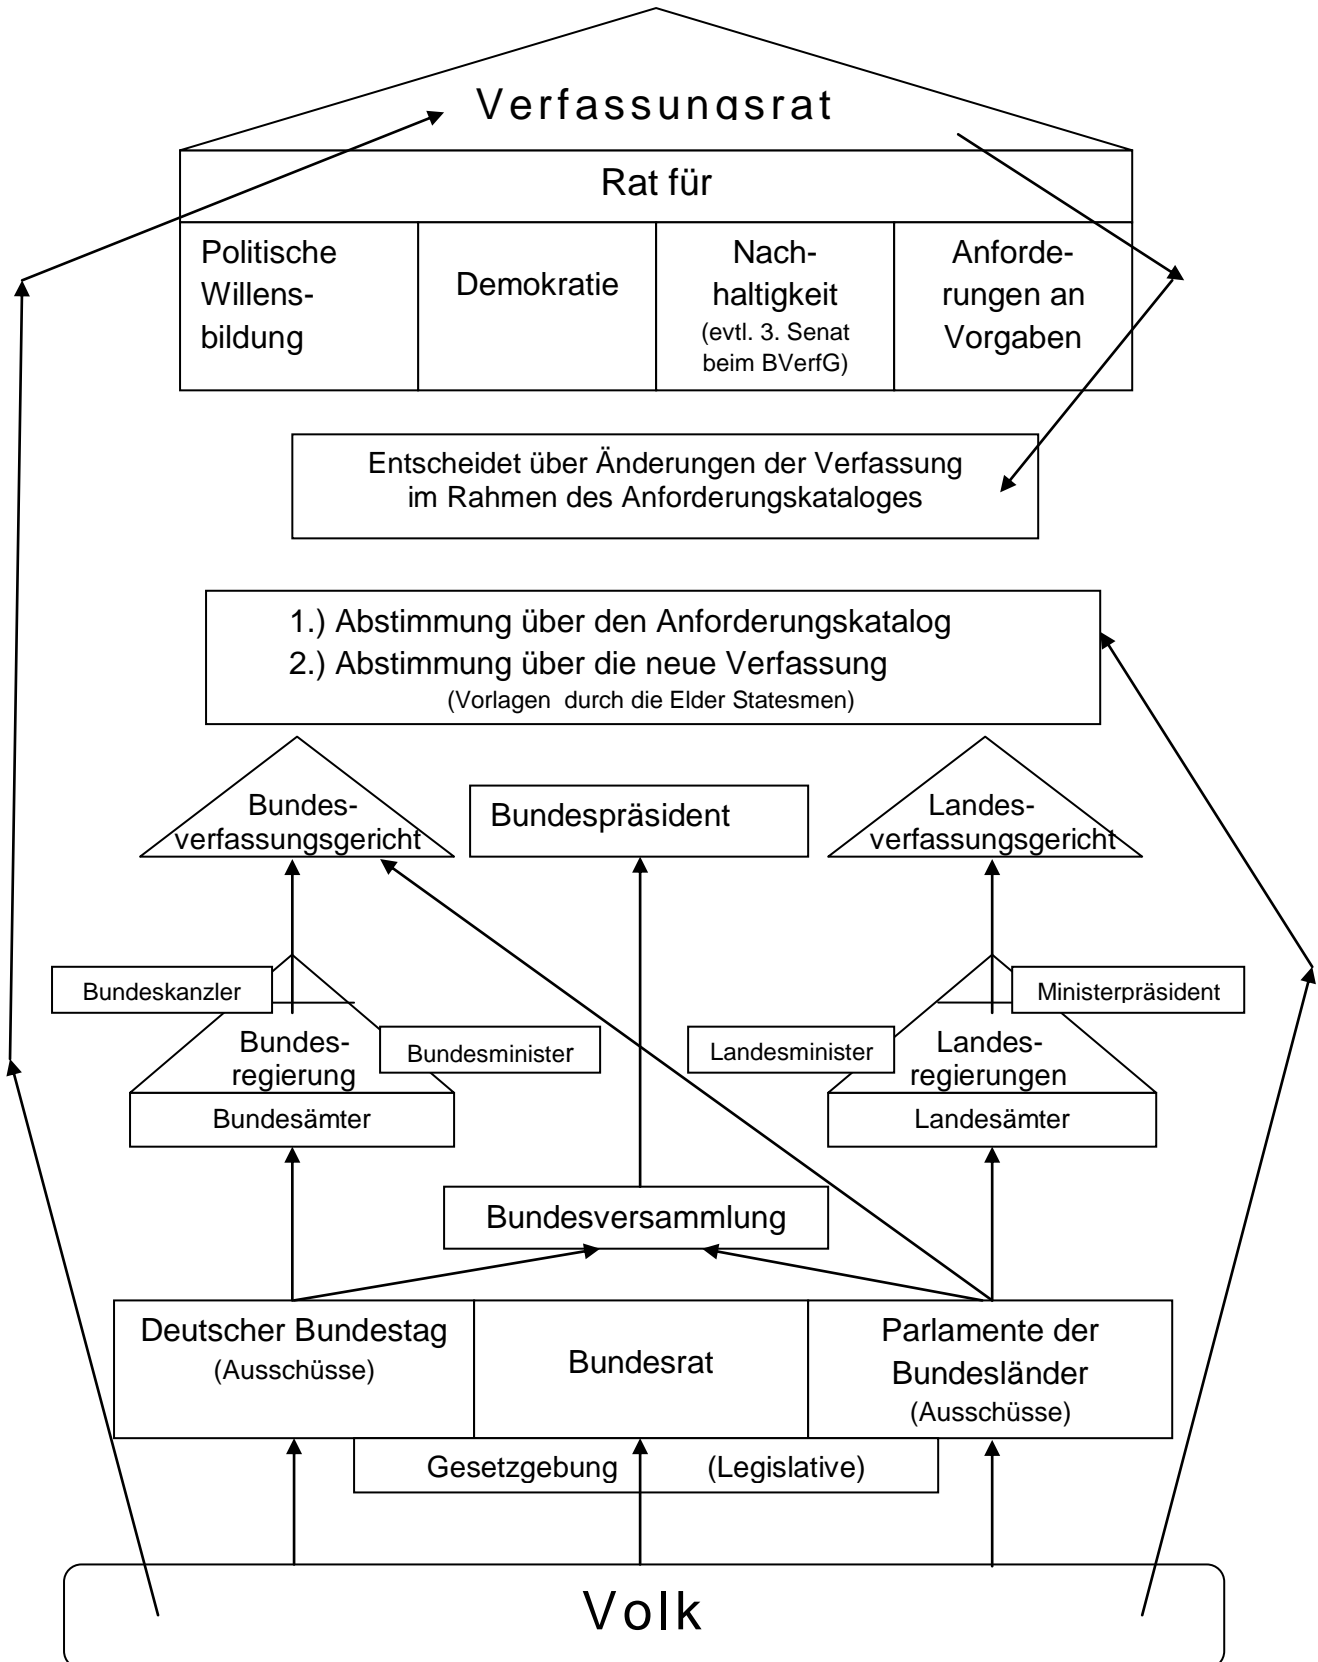 Verfassungsrat
Rat für
Politische
Willens-
bildung
Demokratie
Nach-
haltigkeit
(evtl. 3. Senat
beim BVerfG)
Anforde-
rungen an
Vorgaben
Entscheidet über Änderungen der Verfassung
im Rahmen des Anforderungskataloges
1.) Abstimmung über den Anforderungskatalog
2.) Abstimmung über die neue Verfassung
(Vorlagen durch die Elder Statesmen)
Bundes-
verfassungsgericht
Bundespräsident
Landes-
verfassungsgericht
Bundeskanzler
Bundesminister
Bundes-
regierung
Bundesämter
Ministerpräsident
Landesminister
Landes-
regierungen
Landesämter
Bundesversammlung
Deutscher Bundestag
(Ausschüsse)
Bundesrat
Parlamente der
Bundesländer
(Ausschüsse)
Gesetzgebung (Legislative)
Volk